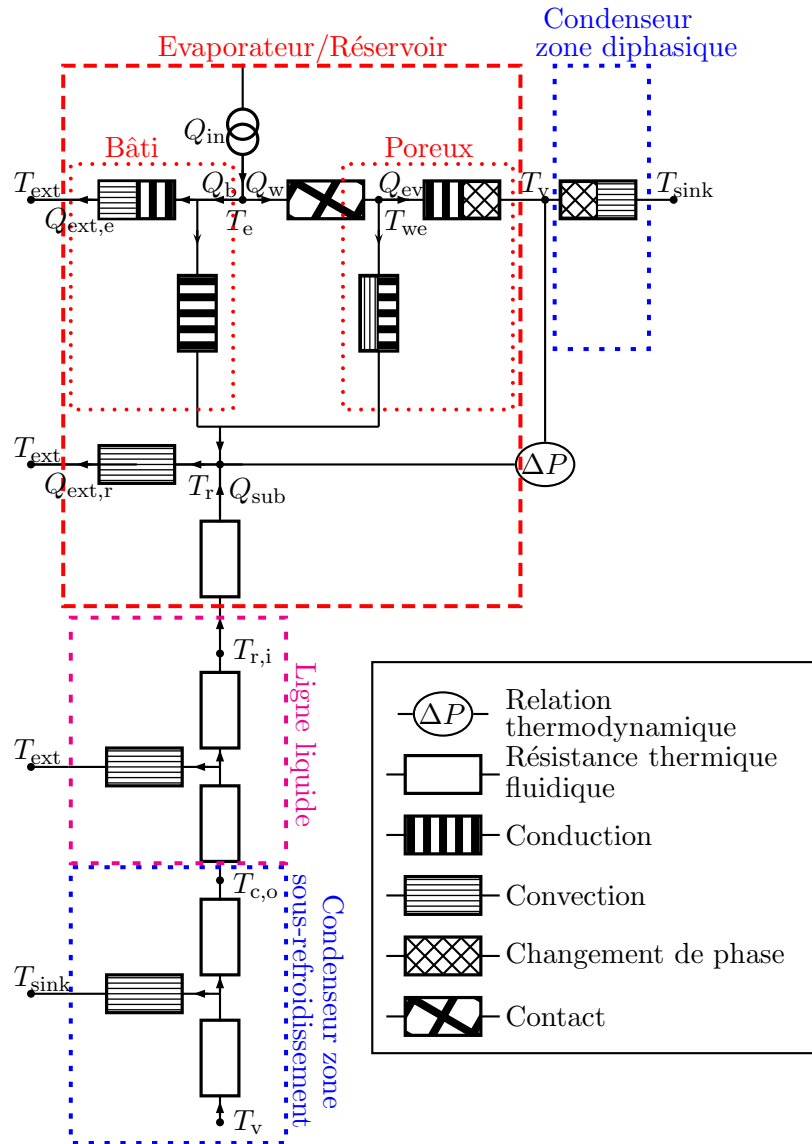 Condenseur
zone diphasique
Evaporateur/Réservoir
Q_in
Bâti
Poreux
T_ext
Q_b
Q_w
Q_ev
T_v
T_sink
Q_ext,e
T_e
T_we
T_ext
Q_ext,r
T_r
Q_sub
ΔP
T_r,i
Ligne liquide
T_ext
T_c,o
Condenseur zone
sous-refroidissement
T_sink
T_v
ΔP
Relation
thermodynamique
Résistance thermique
fluidique
Conduction
Convection
Changement de phase
Contact